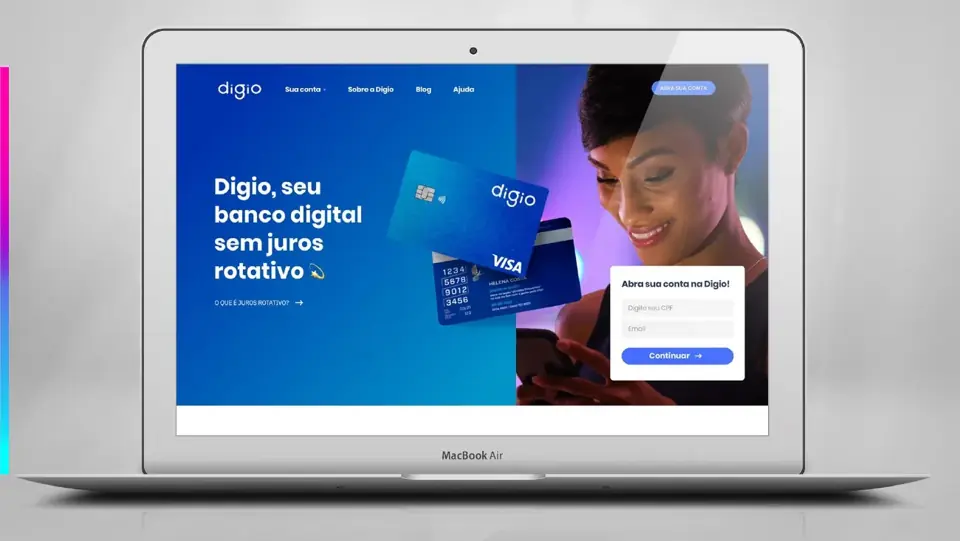 digio
Sua conta
Sobre a Digio
Blog
Ajuda
ABRA SUA CONTA
Digio, seu
banco digital
sem juros
rotativo
O QUE É JUROS ROTATIVO? →
digio
VISA
1234
5678
9012
3456
HELENA COSTA
Abra sua conta na Digio!
Digite seu CPF
Email
Continuar →
MacBook Air